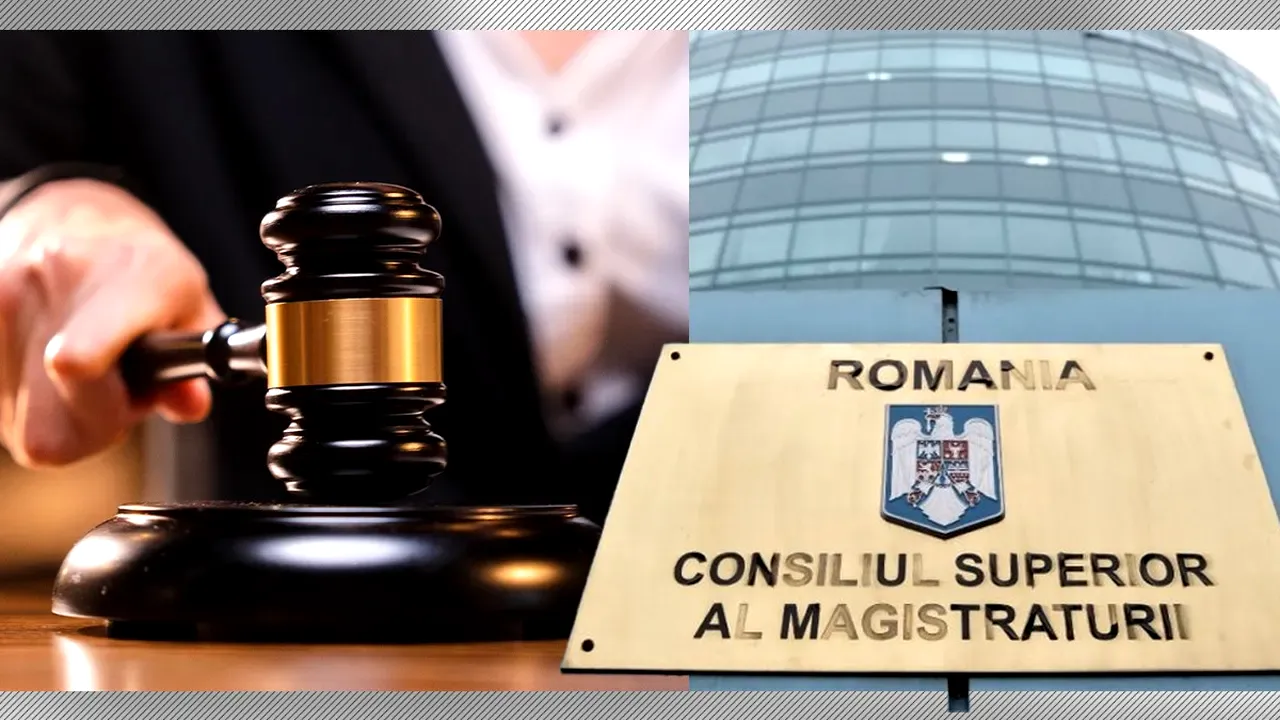 ROMANIA
CONSILIUL SUPERIOR
AL MAGISTRATURII